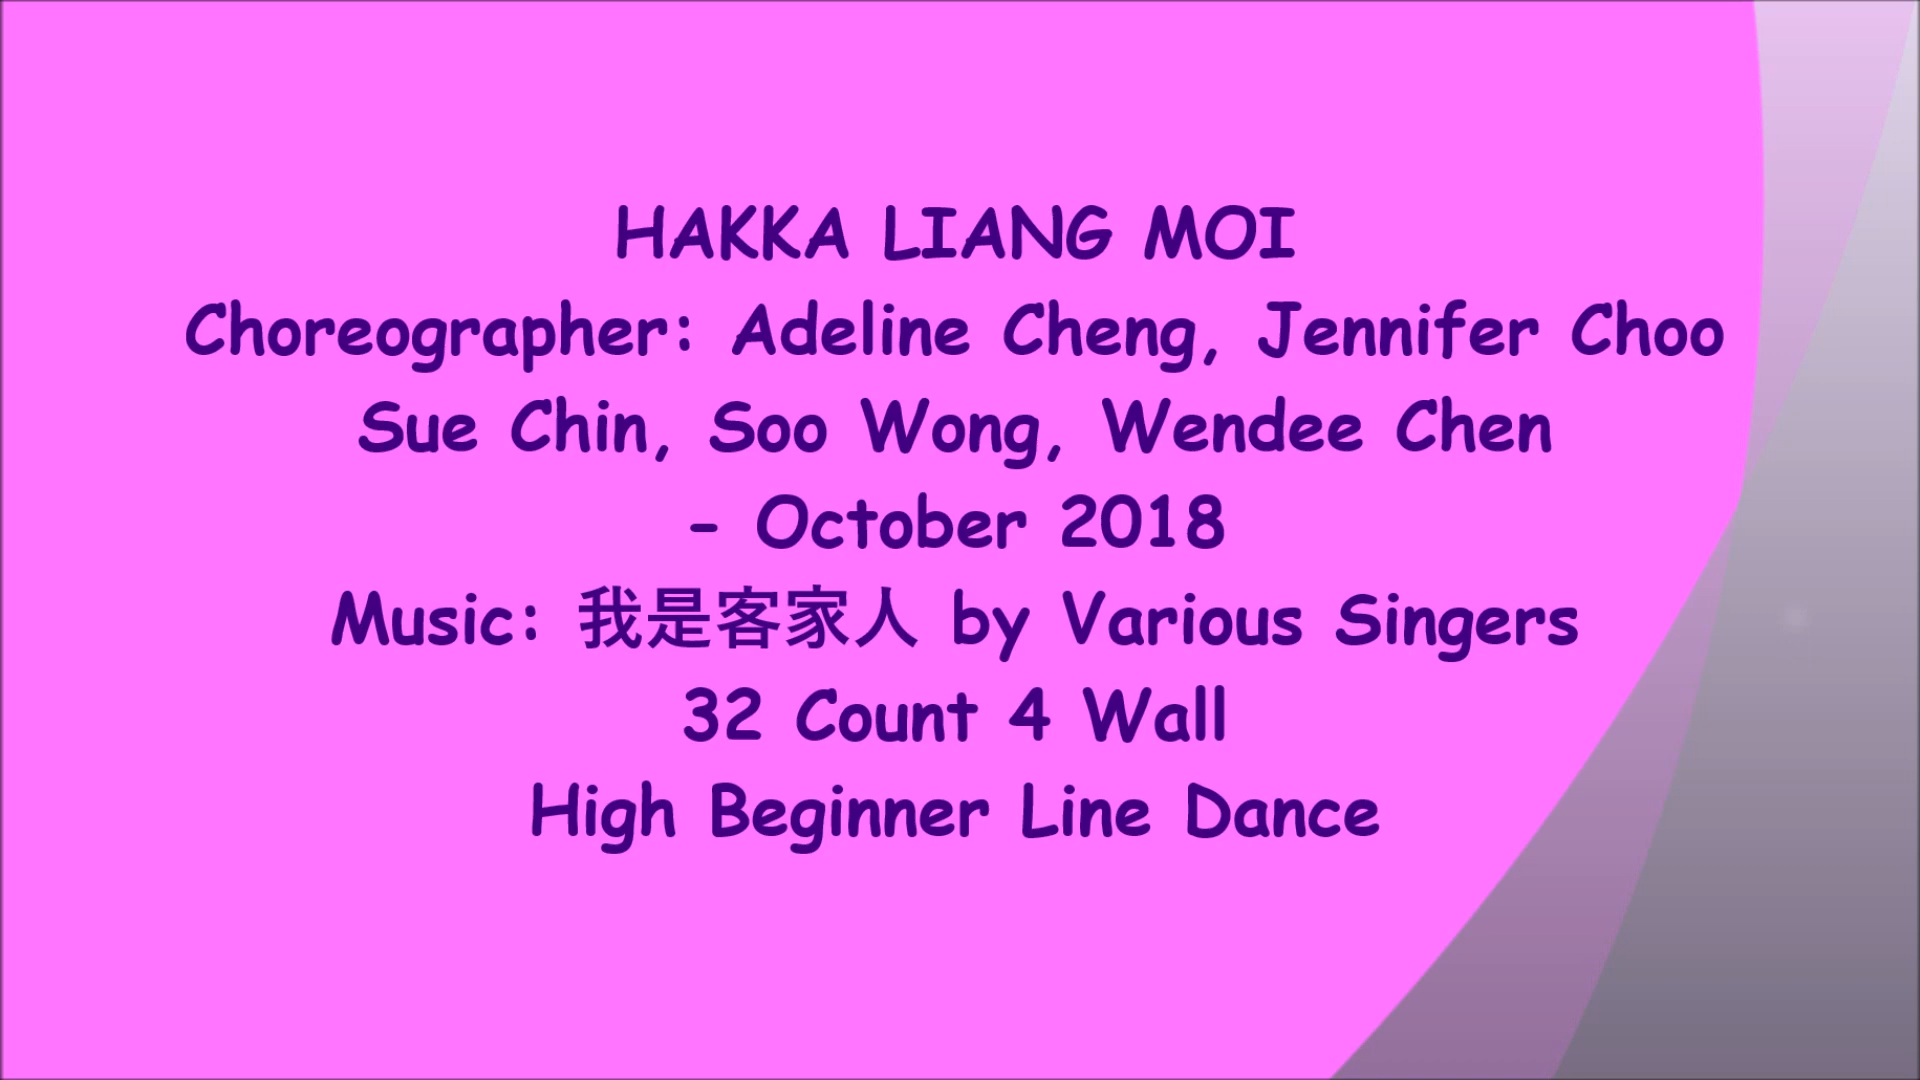 HAKKA LIANG MOI
Choreographer: Adeline Cheng, Jennifer Choo
Sue Chin, Soo Wong, Wendee Chen
- October 2018
Music: 我是客家人 by Various Singers
32 Count 4 Wall
High Beginner Line Dance